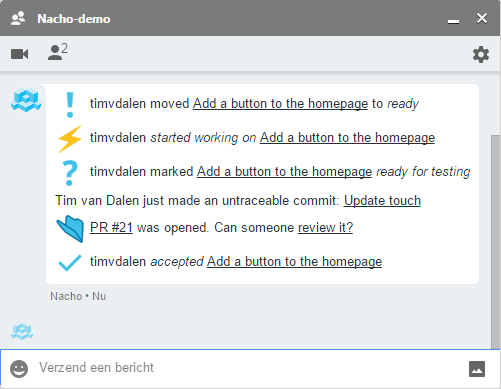 Nacho-demo
2
timvdalen moved Add a button to the homepage to ready
timvdalen started working on Add a button to the homepage
timvdalen marked Add a button to the homepage ready for testing
Tim van Dalen just made an untraceable commit: Update touch
PR #21 was opened. Can someone review it?
timvdalen accepted Add a button to the homepage
Nacho • Nu
Verzend een bericht